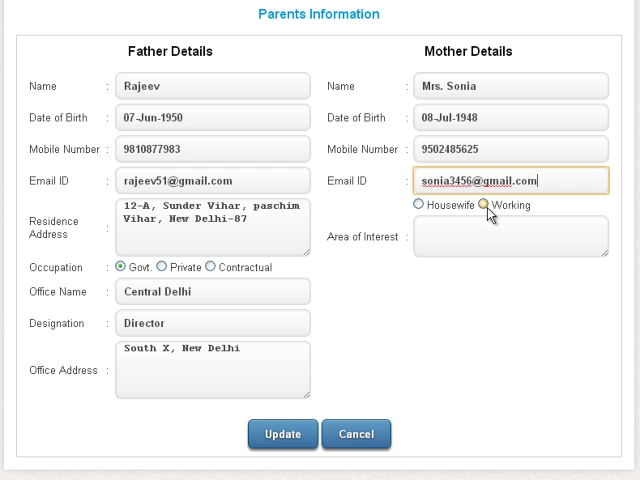 Parents Information
Father Details
Name : Rajeev
Date of Birth : 07-Jun-1950
Mobile Number : 9810877983
Email ID : rajeev51@gmail.com
Residence Address : 12-A, Sunder Vihar, paschim
Vihar, New Delhi-87
Occupation : Govt. Private Contractual
Office Name : Central Delhi
Designation : Director
Office Address : South X, New Delhi
Mother Details
Name : Mrs. Sonia
Date of Birth : 08-Jul-1948
Mobile Number : 9502485625
Email ID : sonia3456@gmail.com
Housewife Working
Area of Interest :
Update Cancel